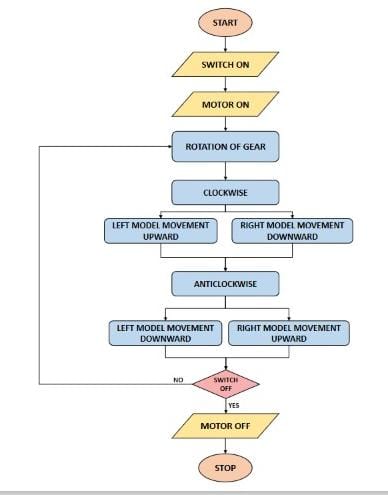 START
SWITCH ON
MOTOR ON
ROTATION OF GEAR
CLOCKWISE
LEFT MODEL MOVEMENT
UPWARD
RIGHT MODEL MOVEMENT
DOWNWARD
ANTICLOCKWISE
LEFT MODEL MOVEMENT
DOWNWARD
RIGHT MODEL MOVEMENT
UPWARD
NO
SWITCH
OFF
YES
MOTOR OFF
STOP